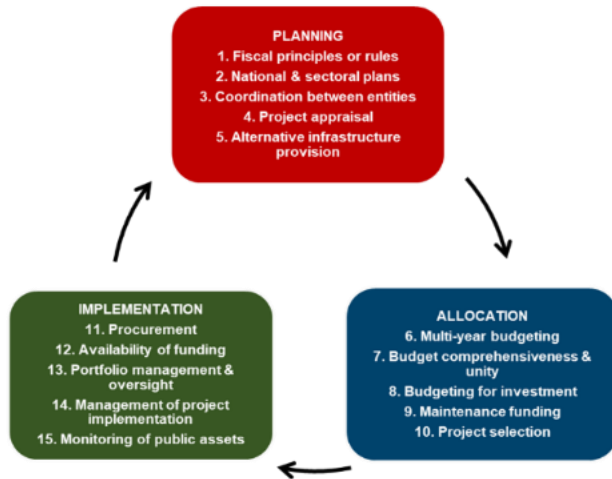 PLANNING
1. Fiscal principles or rules
2. National & sectoral plans
3. Coordination between entities
4. Project appraisal
5. Alternative infrastructure
provision
IMPLEMENTATION
11. Procurement
12. Availability of funding
13. Portfolio management &
oversight
14. Management of project
implementation
15. Monitoring of public assets
ALLOCATION
6. Multi-year budgeting
7. Budget comprehensiveness &
unity
8. Budgeting for investment
9. Maintenance funding
10. Project selection